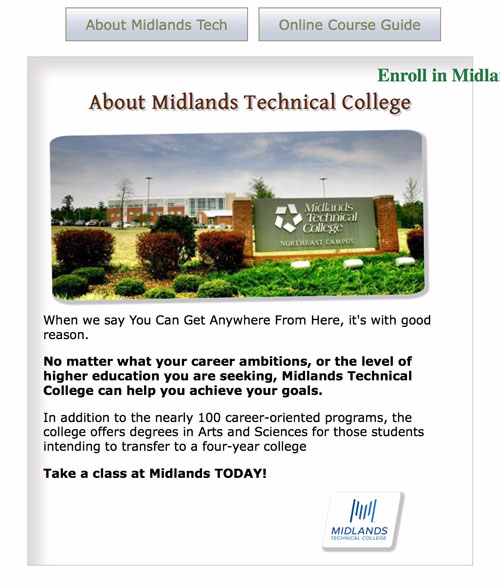 About Midlands Tech
Online Course Guide
Enroll in Midla
About Midlands Technical College
Midlands
Technical
College
NORTHEAST CAMPUS
When we say You Can Get Anywhere From Here, it's with good
reason.
No matter what your career ambitions, or the level of
higher education you are seeking, Midlands Technical
College can help you achieve your goals.
In addition to the nearly 100 career-oriented programs, the
college offers degrees in Arts and Sciences for those students
intending to transfer to a four-year college
Take a class at Midlands TODAY!
MIDLANDS
TECHNICAL COLLEGE